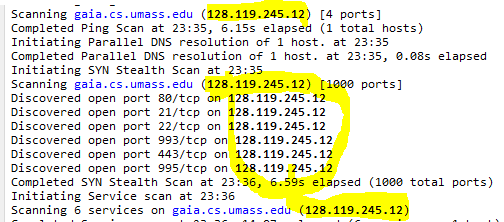 Scanning gaia.cs.umass.edu (128.119.245.12) [4 ports]
Completed Ping Scan at 23:35, 6.15s elapsed (1 total hosts)
Initiating Parallel DNS resolution of 1 host. at 23:35
Completed Parallel DNS resolution of 1 host. at 23:35, 0.08s elapsed
Initiating SYN Stealth Scan at 23:35
Scanning gaia.cs.umass.edu (128.119.245.12) [1000 ports]
Discovered open port 80/tcp on 128.119.245.12
Discovered open port 21/tcp on 128.119.245.12
Discovered open port 22/tcp on 128.119.245.12
Discovered open port 993/tcp on 128.119.245.12
Discovered open port 443/tcp on 128.119.245.12
Discovered open port 995/tcp on 128.119.245.12
Completed SYN Stealth Scan at 23:36, 6.59s elapsed (1000 total ports)
Initiating Service scan at 23:36
Scanning 6 services on gaia.cs.umass.edu (128.119.245.12)